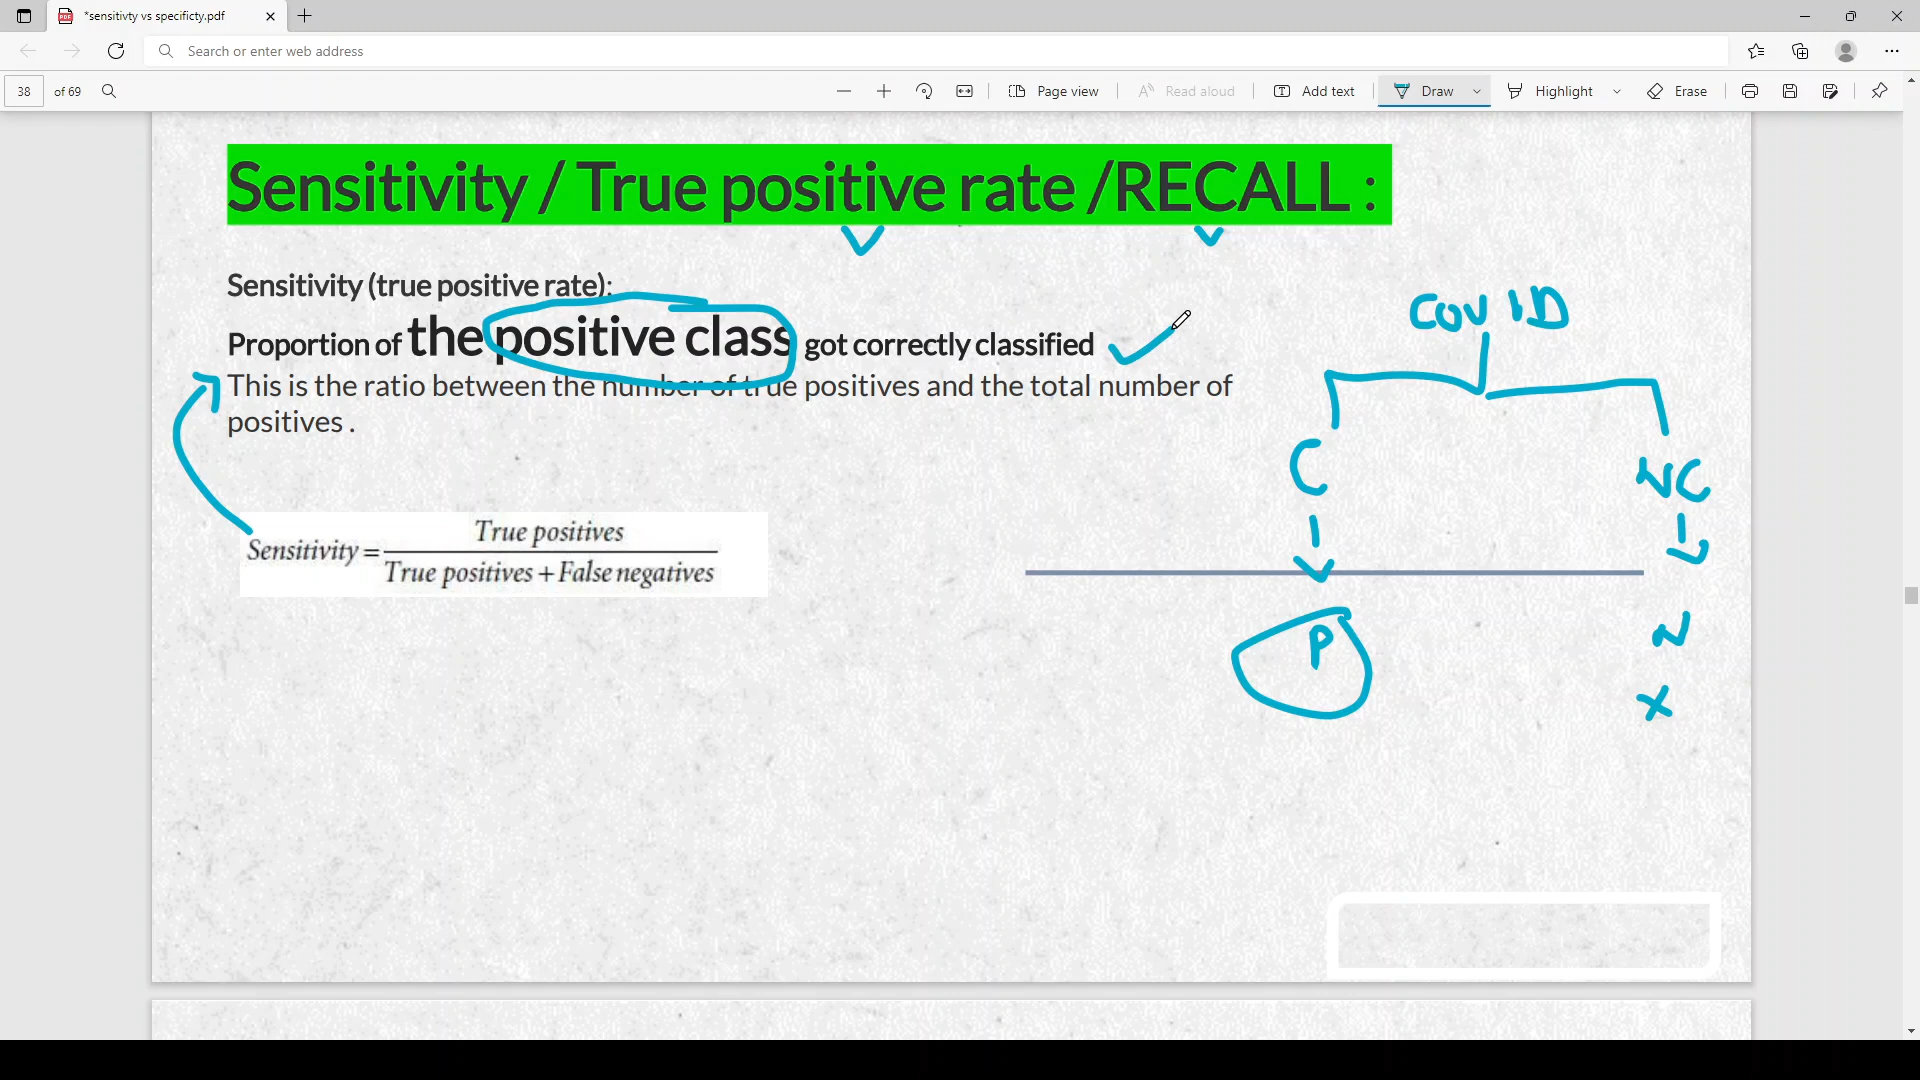 *sensitivty vs specificty.pdf
Search or enter web address
38 of 69 Page view Read aloud Add text Draw Highlight Erase
Sensitivity / True positive rate /RECALL :
Sensitivity (true positive rate):
Proportion of the positive class got correctly classified
This is the ratio between the number of true positives and the total number of
positives .
Sensitivity = True positives
True positives + False negatives
COVID
C NC
P N
X